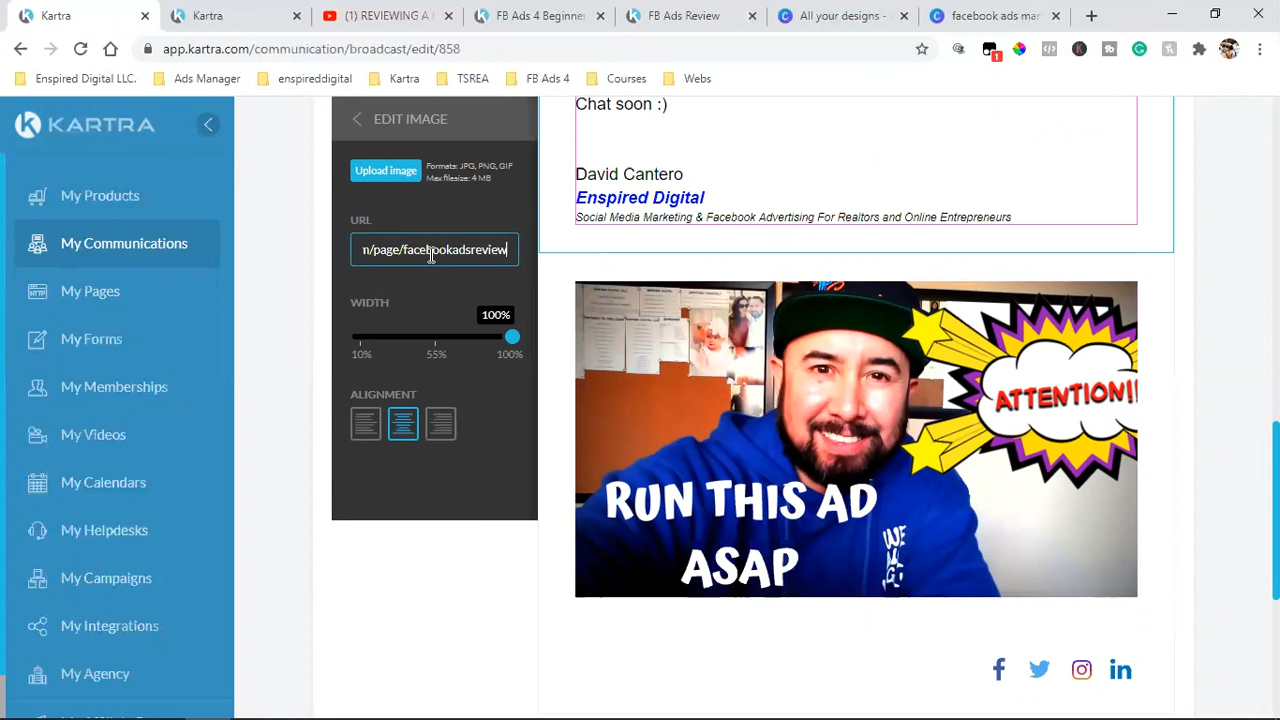 Kartra
Kartra
(1) REVIEWING A
FB Ads 4 Beginner
FB Ads Review
All your designs -
facebook ads mar
app.kartra.com/communication/broadcast/edit/858
1
Enspired Digital LLC.
Ads Manager
enspireddigital
Kartra
TSREA
FB Ads 4
Courses
Webs
KARTRA
My Products
My Communications
My Pages
My Forms
My Memberships
My Videos
My Calendars
My Helpdesks
My Campaigns
My Integrations
My Agency
EDIT IMAGE
Upload image
Formats: JPG, PNG, GIF
Max filesize: 4 MB
URL
n/page/facebookadsreview
WIDTH
100%
10%
55%
100%
ALIGNMENT
Chat soon :)
David Cantero
Enspired Digital
Social Media Marketing & Facebook Advertising For Realtors and Online Entrepreneurs
ATTENTION!!
RUN THIS AD
ASAP